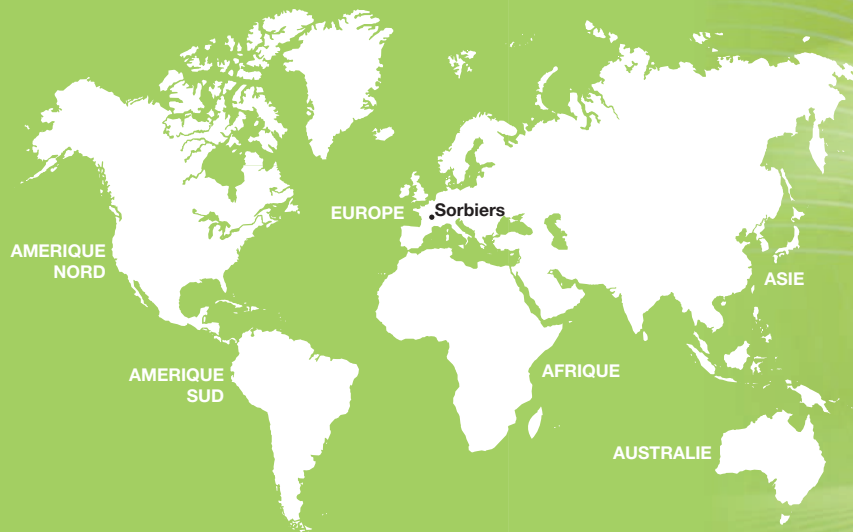 EUROPE
Sorbiers
AMERIQUE
NORD
ASIE
AMERIQUE
SUD
AFRIQUE
AUSTRALIE